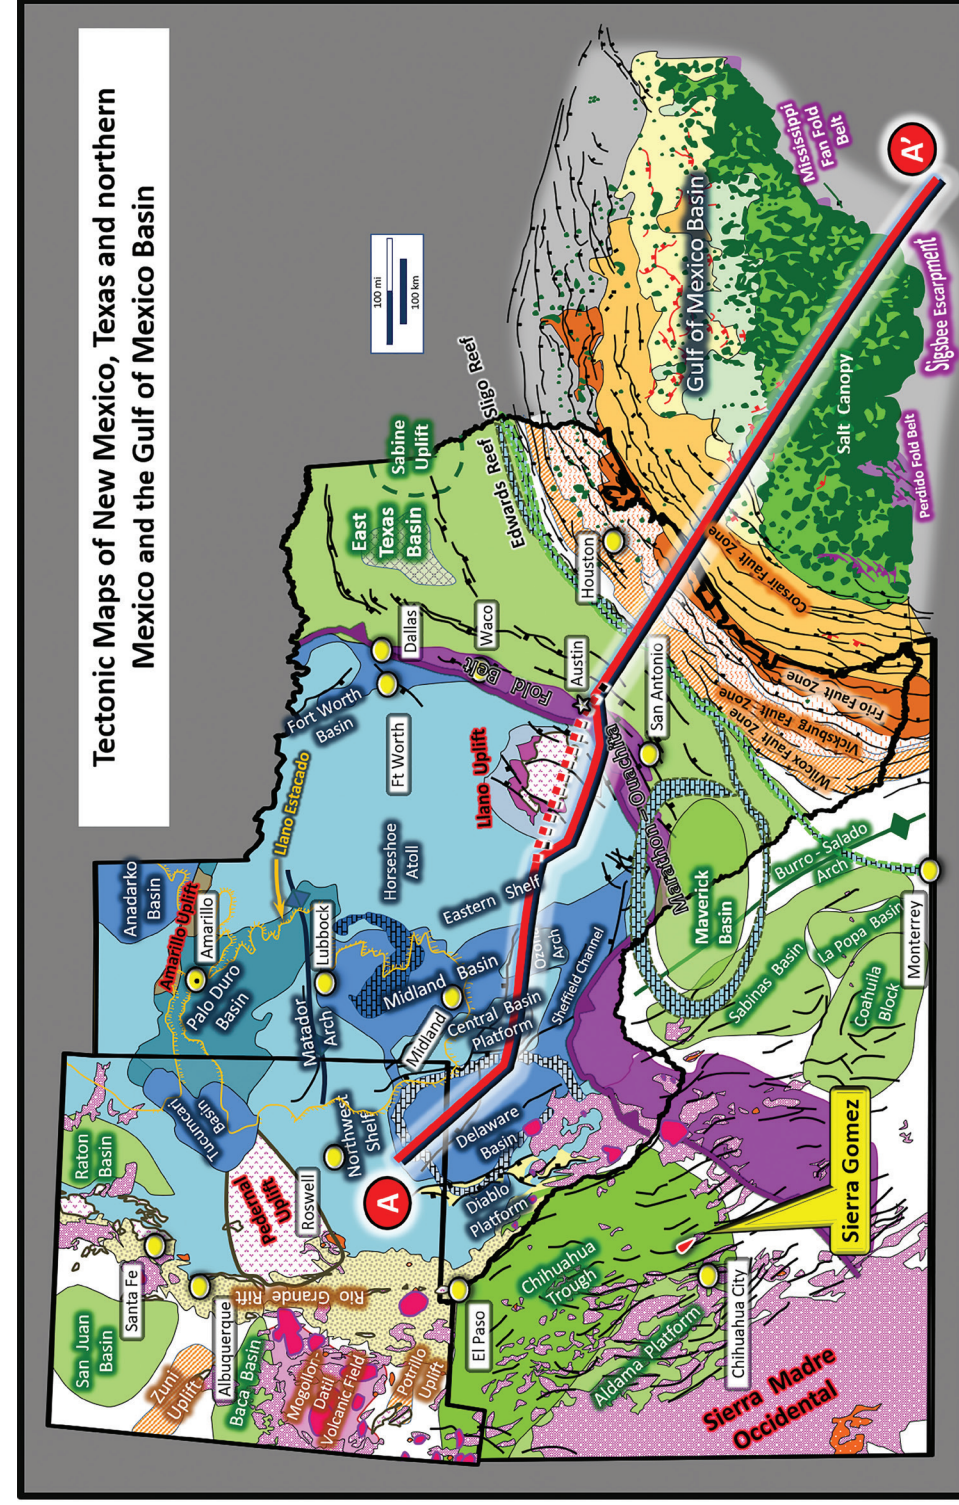 Tectonic Maps of New Mexico, Texas and northern
Mexico and the Gulf of Mexico Basin
100 mi
100 km
San Juan
Basin
Raton
Basin
Zuni
Uplift
Santa Fe
Albuquerque
Baca Basin
Mogollon-
Datil
Volcanic Field
Potrillo
Uplift
Rio Grande Rift
Pedernal
Uplift
Roswell
Tucumcari
Basin
Northwest
Shelf
Anadarko
Basin
Amarillo Uplift
Amarillo
Palo Duro
Basin
Llano Estacado
Lubbock
Matador
Arch
Horseshoe
Atoll
Midland Basin
Midland
Central Basin
Platform
Eastern Shelf
Ozona
Arch
Sheffield Channel
Delaware
Basin
Diablo
Platform
A
El Paso
Fort Worth
Basin
Ft Worth
Dallas
Waco
Llano Uplift
Austin
San Antonio
Houston
Marathon - Ouachita Fold Belt
East
Texas
Basin
Sabine
Uplift
Edwards Reef
Sligo Reef
Maverick
Basin
Burro - Salado
Arch
Sabinas Basin
La Popa Basin
Coahuila
Block
Monterrey
Wilcox Fault Zone
Vicksburg Fault Zone
Frio Fault Zone
Corsair Fault Zone
Gulf of Mexico Basin
Salt Canopy
Perdido Fold Belt
Sigsbee Escarpment
Mississippi
Fan Fold
Belt
A'
Chihuahua
Trough
Aldama Platform
Chihuahua City
Sierra Gomez
Sierra Madre
Occidental